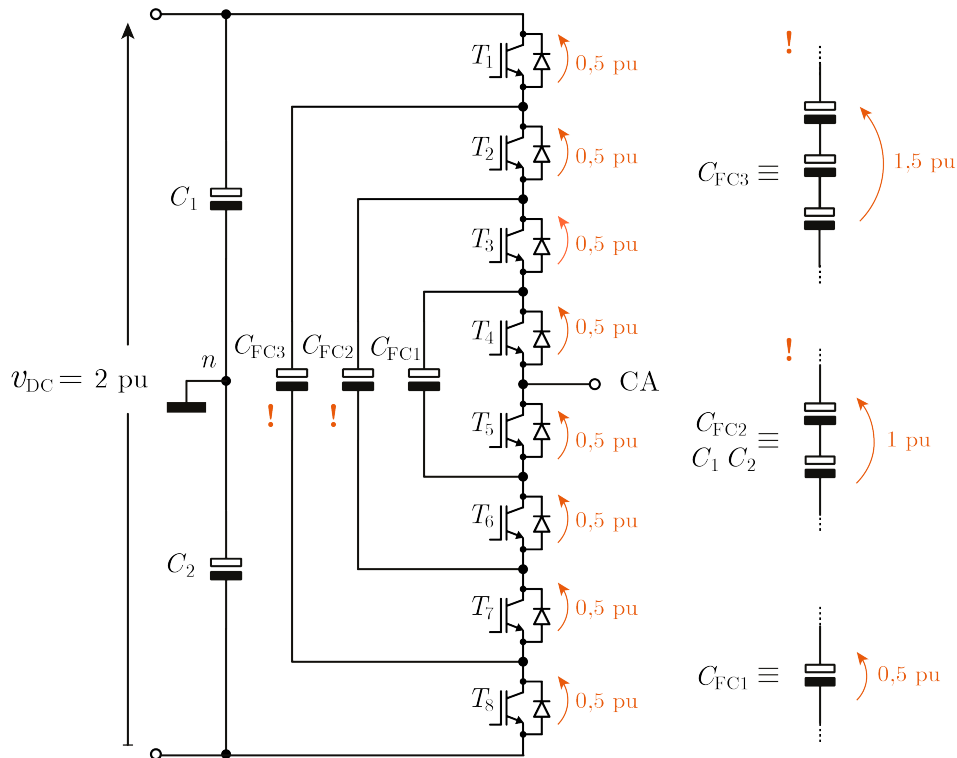 T1 0,5 pu
!
T2 0,5 pu
CFC3 ≡ 1,5 pu
C1
T3 0,5 pu
T4 0,5 pu
!
n CFC3 CFC2 CFC1
vDC = 2 pu
CA
! !
T5 0,5 pu
CFC2
C1 C2 ≡ 1 pu
T6 0,5 pu
C2
T7 0,5 pu
CFC1 ≡ 0,5 pu
T8 0,5 pu